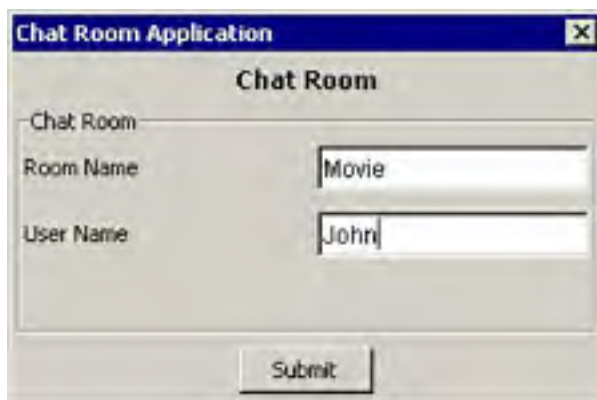 Chat Room Application
Chat Room
Chat Room
Room Name Movie
User Name John
Submit